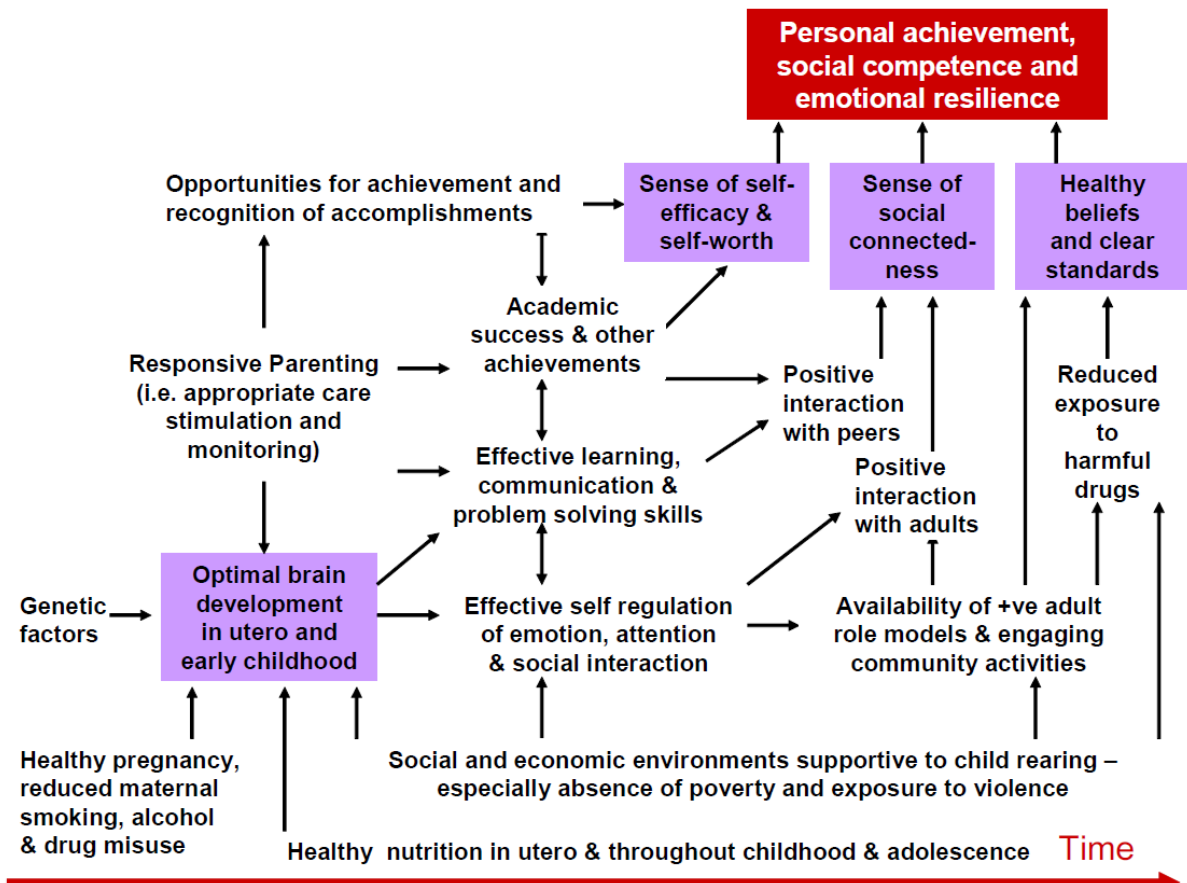 Personal achievement,
social competence and
emotional resilience
Opportunities for achievement and
recognition of accomplishments
Sense of self-
efficacy &
self-worth
Sense of
social
connected-
ness
Healthy
beliefs
and clear
standards
Academic
success & other
achievements
Responsive Parenting
(i.e. appropriate care
stimulation and
monitoring)
Positive
interaction
with peers
Reduced
exposure
to
harmful
drugs
Effective learning,
communication &
problem solving skills
Positive
interaction
with adults
Genetic
factors
Optimal brain
development
in utero and
early childhood
Effective self regulation
of emotion, attention
& social interaction
Availability of +ve adult
role models & engaging
community activities
Healthy pregnancy,
reduced maternal
smoking, alcohol
& drug misuse
Social and economic environments supportive to child rearing –
especially absence of poverty and exposure to violence
Healthy nutrition in utero & throughout childhood & adolescence
Time